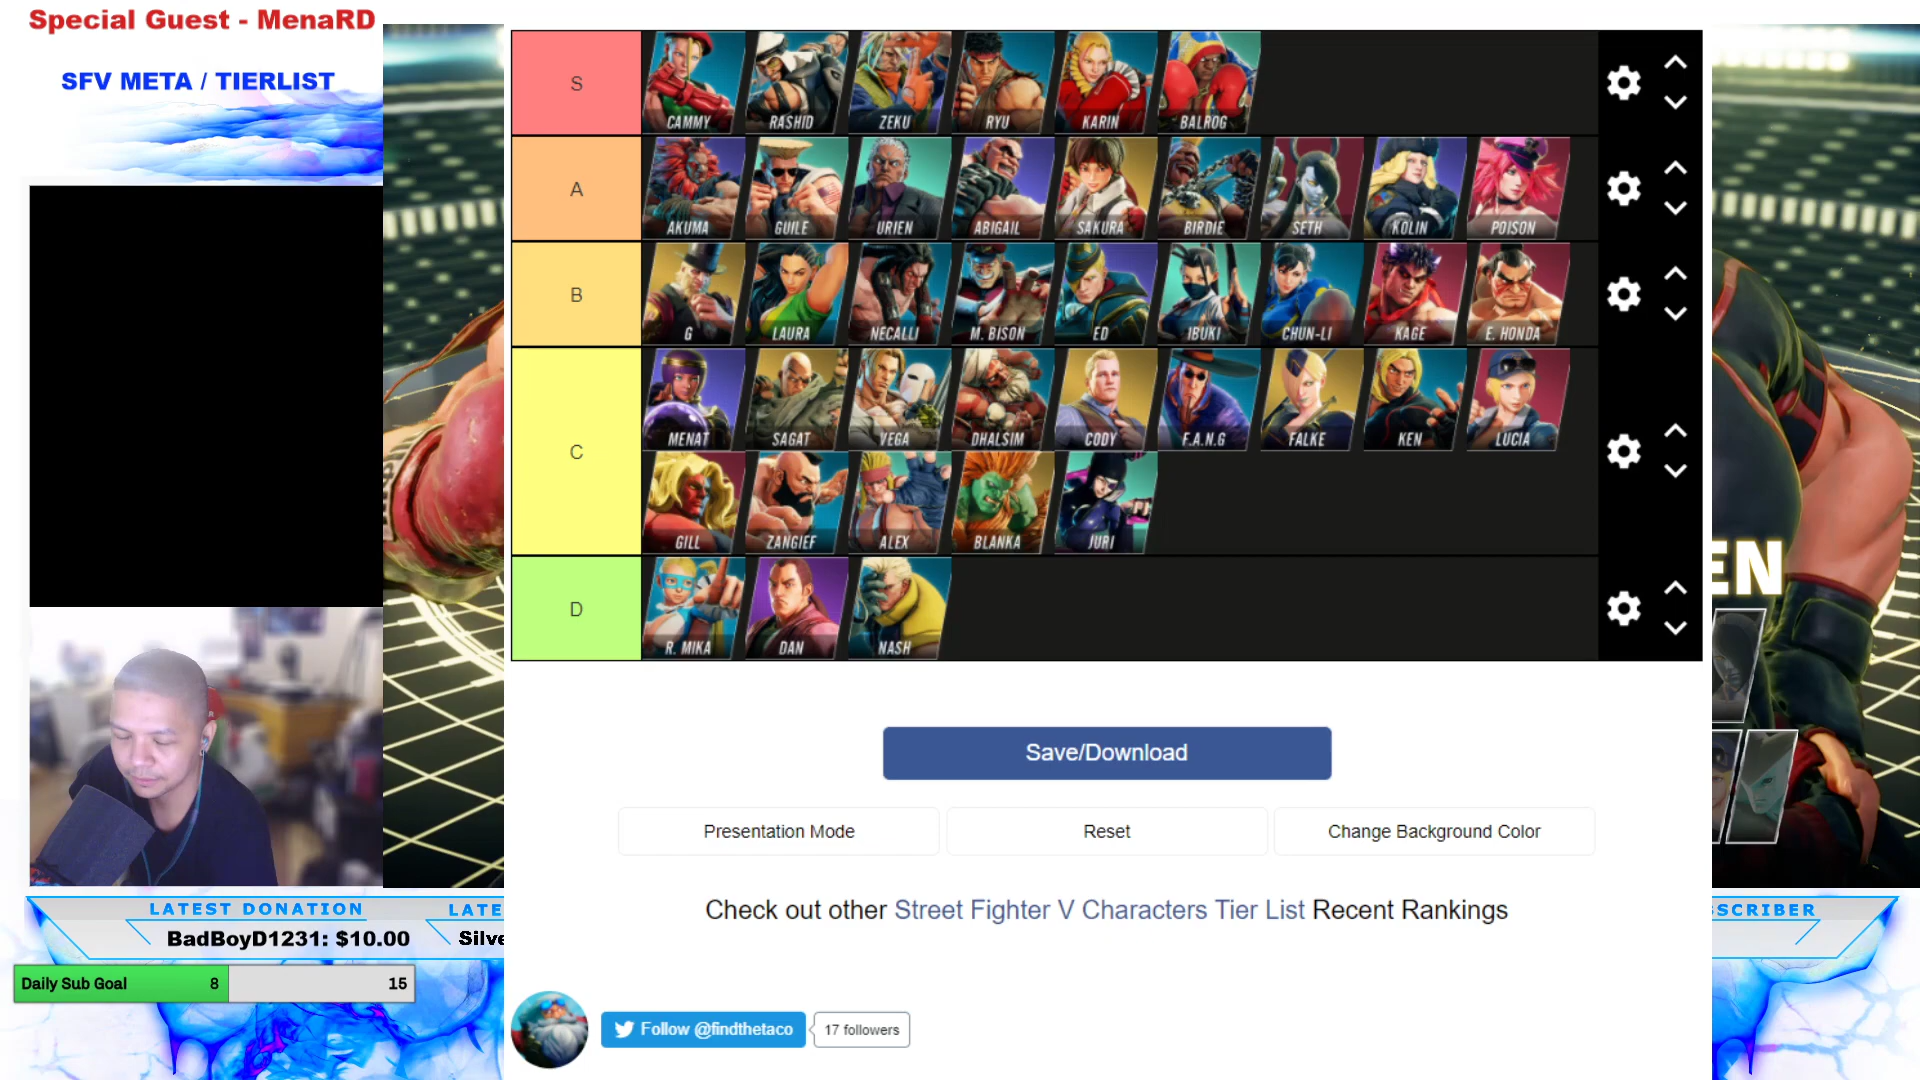 Special Guest - MenaRD
SFV META / TIERLIST
S
CAMMY RASHID ZEKU RYU KARIN BALROG
A
AKUMA GUILE URIEN ABIGAIL SAKURA BIRDIE SETH KOLIN POISON
B
G LAURA NECALLI M. BISON ED IBUKI CHUN-LI KAGE E. HONDA
C
MENAT SAGAT VEGA DHALSIM CODY F.A.N.G FALKE KEN LUCIA
GILL ZANGIEF ALEX BLANKA JURI
D
R. MIKA DAN NASH
EN
Save/Download
Presentation Mode Reset Change Background Color
Check out other Street Fighter V Characters Tier List Recent Rankings
Follow @findthetaco 17 followers
LATEST DONATION
BadBoyD1231: $10.00
LATE
Silve
SCRIBER
Daily Sub Goal 8 15